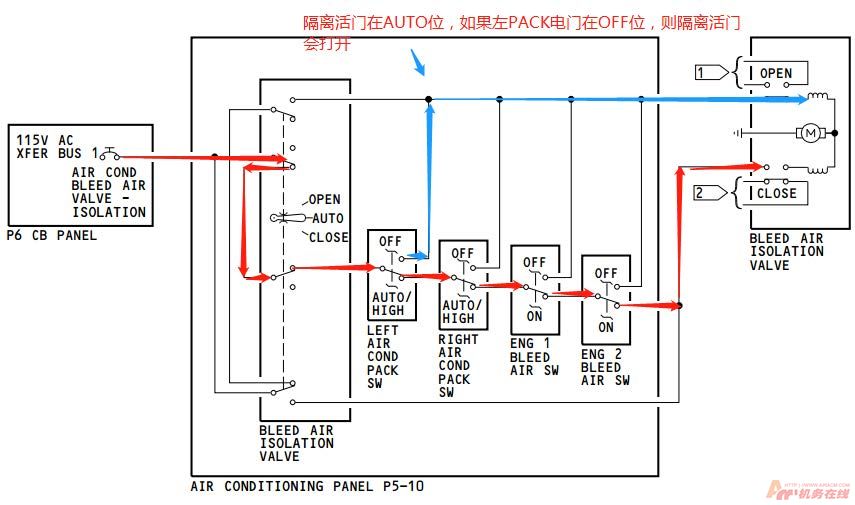 隔离活门在AUTO位，如果左PACK电门在OFF位，则隔离活门
会打开
115V AC
XFER BUS 1
AIR COND
BLEED AIR
VALVE -
ISOLATION
P6 CB PANEL
OPEN
AUTO
CLOSE
OFF
AUTO/
HIGH
LEFT
AIR
COND
PACK
SW
OFF
AUTO/
HIGH
RIGHT
AIR
COND
PACK
SW
OFF
ON
ENG 1
BLEED
AIR SW
OFF
ON
ENG 2
BLEED
AIR SW
BLEED AIR
ISOLATION
VALVE
AIR CONDITIONING PANEL P5-10
1
OPEN
M
2
CLOSE
BLEED AIR
ISOLATION
VALVE
机务在线